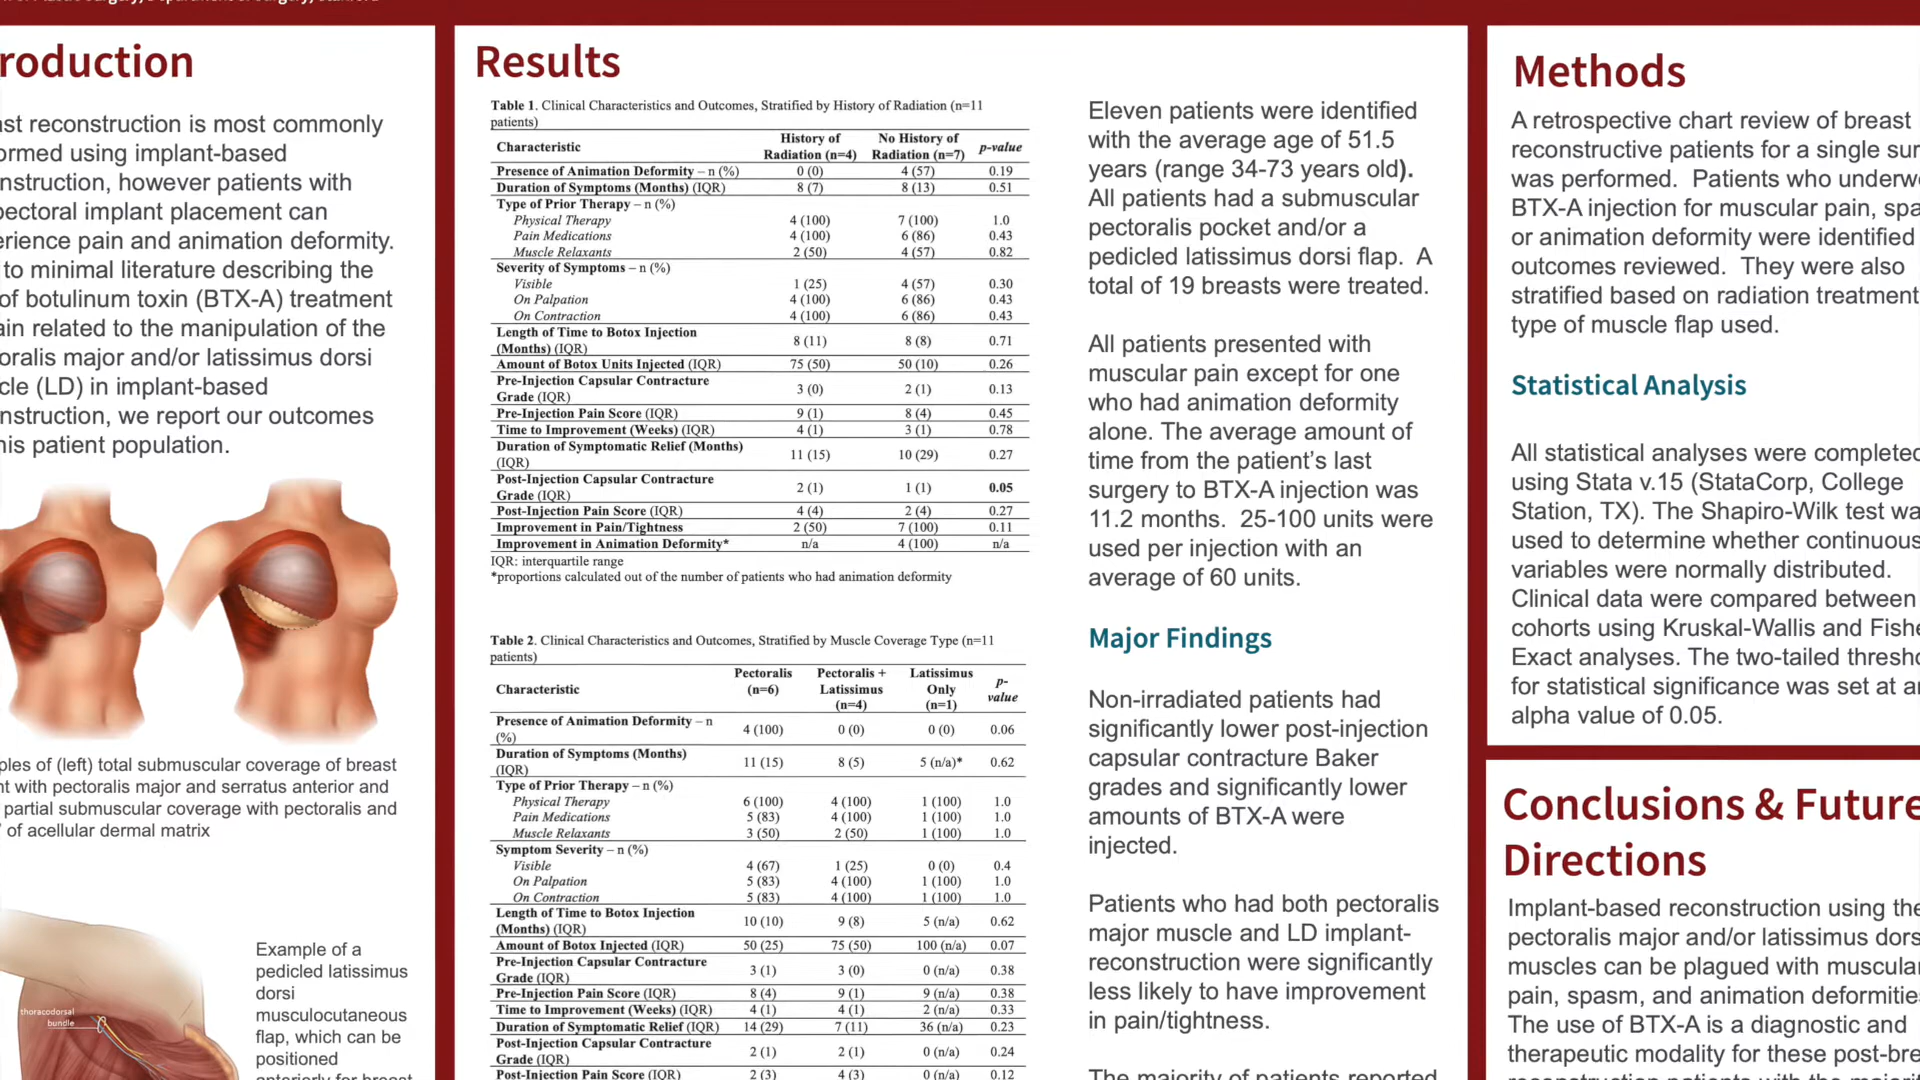 roduction
ast reconstruction is most commonly
ormed using implant-based
nstruction, however patients with
pectoral implant placement can
erience pain and animation deformity.
to minimal literature describing the
of botulinum toxin (BTX-A) treatment
ain related to the manipulation of the
oralis major and/or latissimus dorsi
cle (LD) in implant-based
nstruction, we report our outcomes
his patient population.
ples of (left) total submuscular coverage of breast
nt with pectoralis major and serratus anterior and
partial submuscular coverage with pectoralis and
of acellular dermal matrix
thoracodorsal
bundle
Example of a
pedicled latissimus
dorsi
musculocutaneous
flap, which can be
positioned
anteriorly for breast
Results
Table 1. Clinical Characteristics and Outcomes, Stratified by History of Radiation (n=11
patients)
Characteristic History of Radiation (n=4) No History of Radiation (n=7) p-value
Presence of Animation Deformity – n (%) 0 (0) 4 (57) 0.19
Duration of Symptoms (Months) (IQR) 8 (7) 8 (13) 0.51
Type of Prior Therapy – n (%)
Physical Therapy 4 (100) 7 (100) 1.0
Pain Medications 4 (100) 6 (86) 0.43
Muscle Relaxants 2 (50) 4 (57) 0.82
Severity of Symptoms – n (%)
Visible 1 (25) 4 (57) 0.30
On Palpation 4 (100) 6 (86) 0.43
On Contraction 4 (100) 6 (86) 0.43
Length of Time to Botox Injection
(Months) (IQR) 8 (11) 8 (8) 0.71
Amount of Botox Units Injected (IQR) 75 (50) 50 (10) 0.26
Pre-Injection Capsular Contracture
Grade (IQR) 3 (0) 2 (1) 0.13
Pre-Injection Pain Score (IQR) 9 (1) 8 (4) 0.45
Time to Improvement (Weeks) (IQR) 4 (1) 3 (1) 0.78
Duration of Symptomatic Relief (Months)
(IQR) 11 (15) 10 (29) 0.27
Post-Injection Capsular Contracture
Grade (IQR) 2 (1) 1 (1) 0.05
Post-Injection Pain Score (IQR) 4 (4) 2 (4) 0.27
Improvement in Pain/Tightness 2 (50) 7 (100) 0.11
Improvement in Animation Deformity* n/a 4 (100) n/a
IQR: interquartile range
*proportions calculated out of the number of patients who had animation deformity
Table 2. Clinical Characteristics and Outcomes, Stratified by Muscle Coverage Type (n=11
patients)
Characteristic Pectoralis (n=6) Pectoralis + Latissimus (n=4) Latissimus Only (n=1) p-value
Presence of Animation Deformity – n
(%) 4 (100) 0 (0) 0 (0) 0.06
Duration of Symptoms (Months)
(IQR) 11 (15) 8 (5) 5 (n/a)* 0.62
Type of Prior Therapy – n (%)
Physical Therapy 6 (100) 4 (100) 1 (100) 1.0
Pain Medications 5 (83) 4 (100) 1 (100) 1.0
Muscle Relaxants 3 (50) 2 (50) 1 (100) 1.0
Symptom Severity – n (%)
Visible 4 (67) 1 (25) 0 (0) 0.4
On Palpation 5 (83) 4 (100) 1 (100) 1.0
On Contraction 5 (83) 4 (100) 1 (100) 1.0
Length of Time to Botox Injection
(Months) (IQR) 10 (10) 9 (8) 5 (n/a) 0.62
Amount of Botox Injected (IQR) 50 (25) 75 (50) 100 (n/a) 0.07
Pre-Injection Capsular Contracture
Grade (IQR) 3 (1) 3 (0) 0 (n/a) 0.38
Pre-Injection Pain Score (IQR) 8 (4) 9 (1) 9 (n/a) 0.38
Time to Improvement (Weeks) (IQR) 4 (1) 4 (1) 2 (n/a) 0.33
Duration of Symptomatic Relief (IQR) 14 (29) 7 (11) 36 (n/a) 0.23
Post-Injection Capsular Contracture
Grade (IQR) 2 (1) 2 (1) 0 (n/a) 0.24
Post-Injection Pain Score (IQR) 2 (3) 4 (3) 0 (n/a) 0.12
Eleven patients were identified
with the average age of 51.5
years (range 34-73 years old).
All patients had a submuscular
pectoralis pocket and/or a
pedicled latissimus dorsi flap. A
total of 19 breasts were treated.
All patients presented with
muscular pain except for one
who had animation deformity
alone. The average amount of
time from the patient's last
surgery to BTX-A injection was
11.2 months. 25-100 units were
used per injection with an
average of 60 units.
Major Findings
Non-irradiated patients had
significantly lower post-injection
capsular contracture Baker
grades and significantly lower
amounts of BTX-A were
injected.
Patients who had both pectoralis
major muscle and LD implant-
reconstruction were significantly
less likely to have improvement
in pain/tightness.
The majority of patients reported
Methods
A retrospective chart review of breast
reconstructive patients for a single sur
was performed. Patients who underw
BTX-A injection for muscular pain, spa
or animation deformity were identified
outcomes reviewed. They were also
stratified based on radiation treatment
type of muscle flap used.
Statistical Analysis
All statistical analyses were completed
using Stata v.15 (StataCorp, College
Station, TX). The Shapiro-Wilk test wa
used to determine whether continuous
variables were normally distributed.
Clinical data were compared between
cohorts using Kruskal-Wallis and Fishe
Exact analyses. The two-tailed thresho
for statistical significance was set at an
alpha value of 0.05.
Conclusions & Future
Directions
Implant-based reconstruction using the
pectoralis major and/or latissimus dors
muscles can be plagued with muscular
pain, spasm, and animation deformitie
The use of BTX-A is a diagnostic and
therapeutic modality for these post-bre